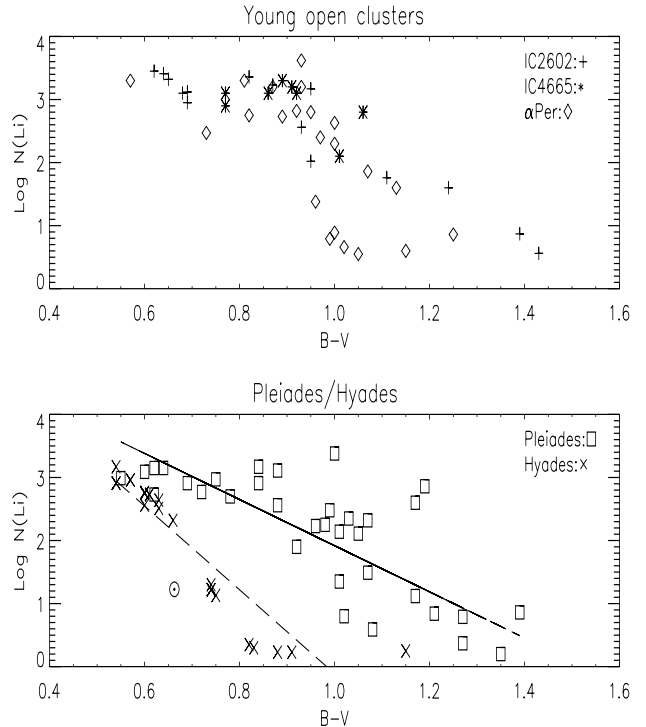 Young open clusters
4
3
2
1
0
Log N(Li)
IC2602:+
IC4665:*
αPer:◇
0.4 0.6 0.8 1.0 1.2 1.4 1.6
B-V
Pleiades/Hyades
4
3
2
1
0
Log N(Li)
Pleiades:□
Hyades:×
0.4 0.6 0.8 1.0 1.2 1.4 1.6
B-V